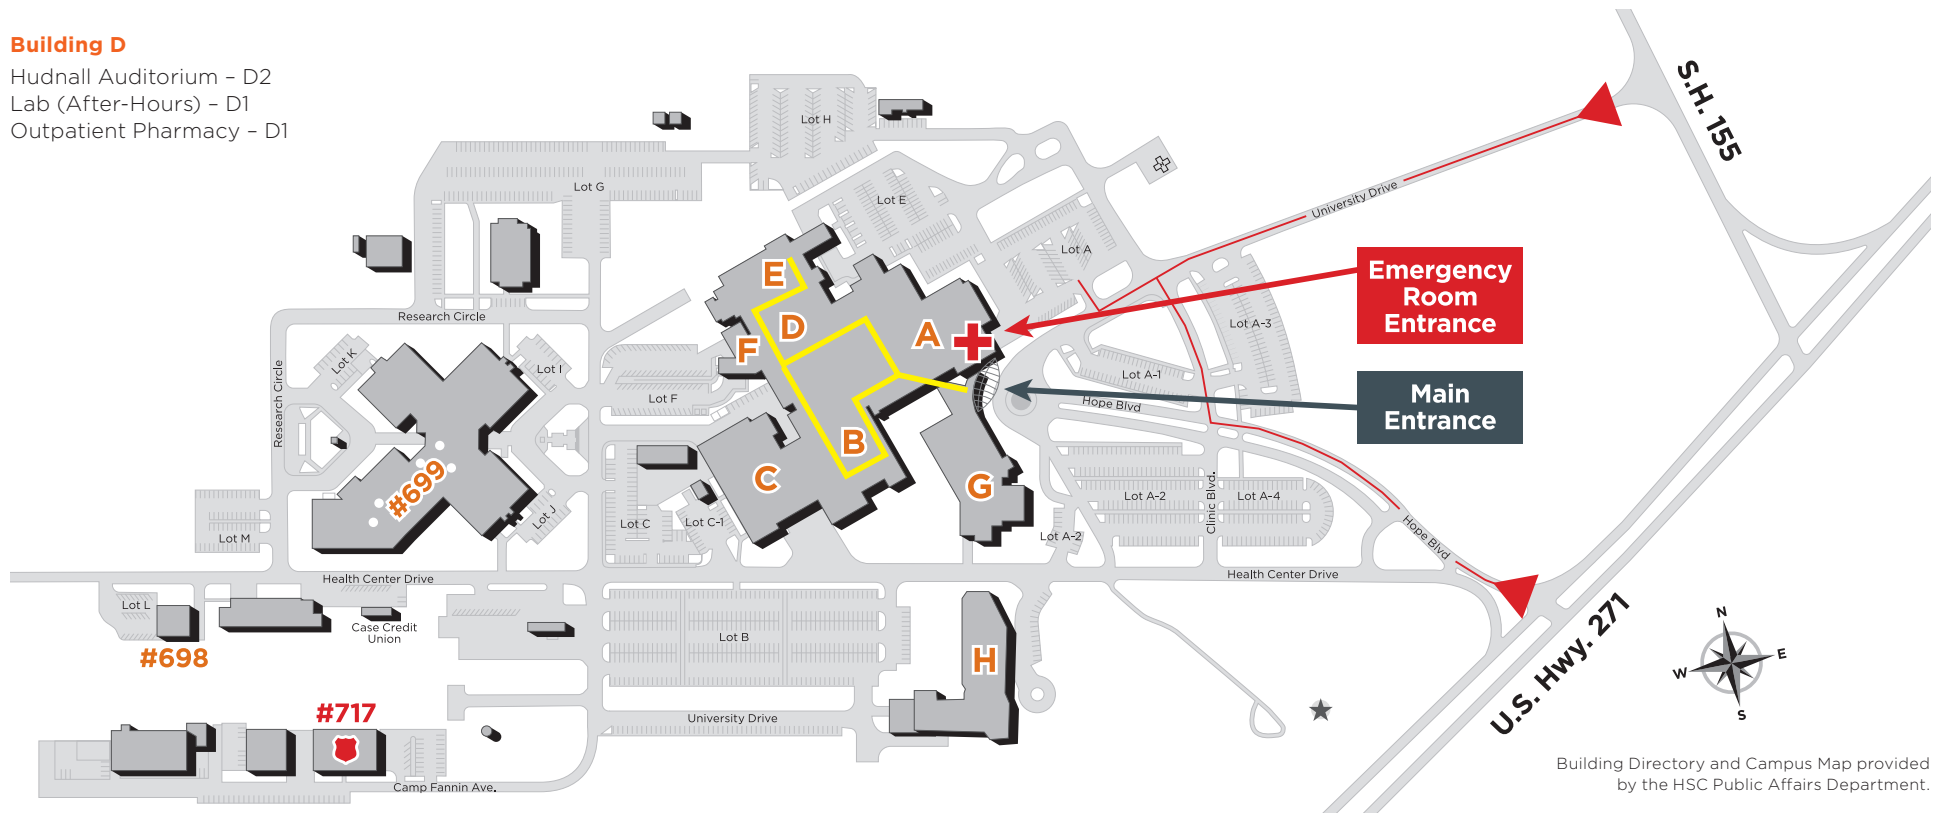 Building D
Hudnall Auditorium – D2
Lab (After-Hours) – D1
Outpatient Pharmacy – D1
S.H. 155
Lot H
Lot G
Lot E
University Drive
Lot A
Emergency
Room
Entrance
E
D
A
F
Research Circle
Lot A-3
Lot K
Lot I
Research Circle
Lot F
Lot A-1
Hope Blvd
Main
Entrance
B
C
G
#699
Lot J
Lot M
Lot C
Lot C-1
Lot A-2
Clinic Blvd.
Lot A-4
Lot A-2
Hope Blvd
Health Center Drive
Health Center Drive
Lot L
Case Credit
Union
#698
Lot B
H
U.S. Hwy. 271
N
E
W
S
#717
University Drive
Camp Fannin Ave.
Building Directory and Campus Map provided
by the HSC Public Affairs Department.